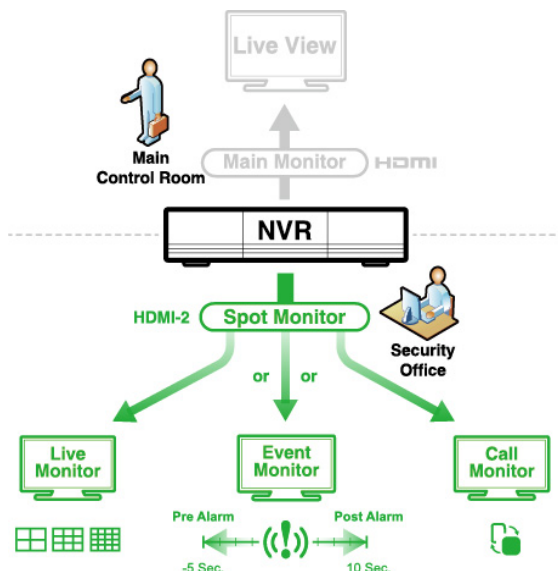 Live View
Main
Control Room
Main Monitor HDMI
NVR
HDMI-2 Spot Monitor
Security
Office
or or
Live
Monitor
Event
Monitor
Call
Monitor
Pre Alarm Post Alarm
-5 Sec. 10 Sec.